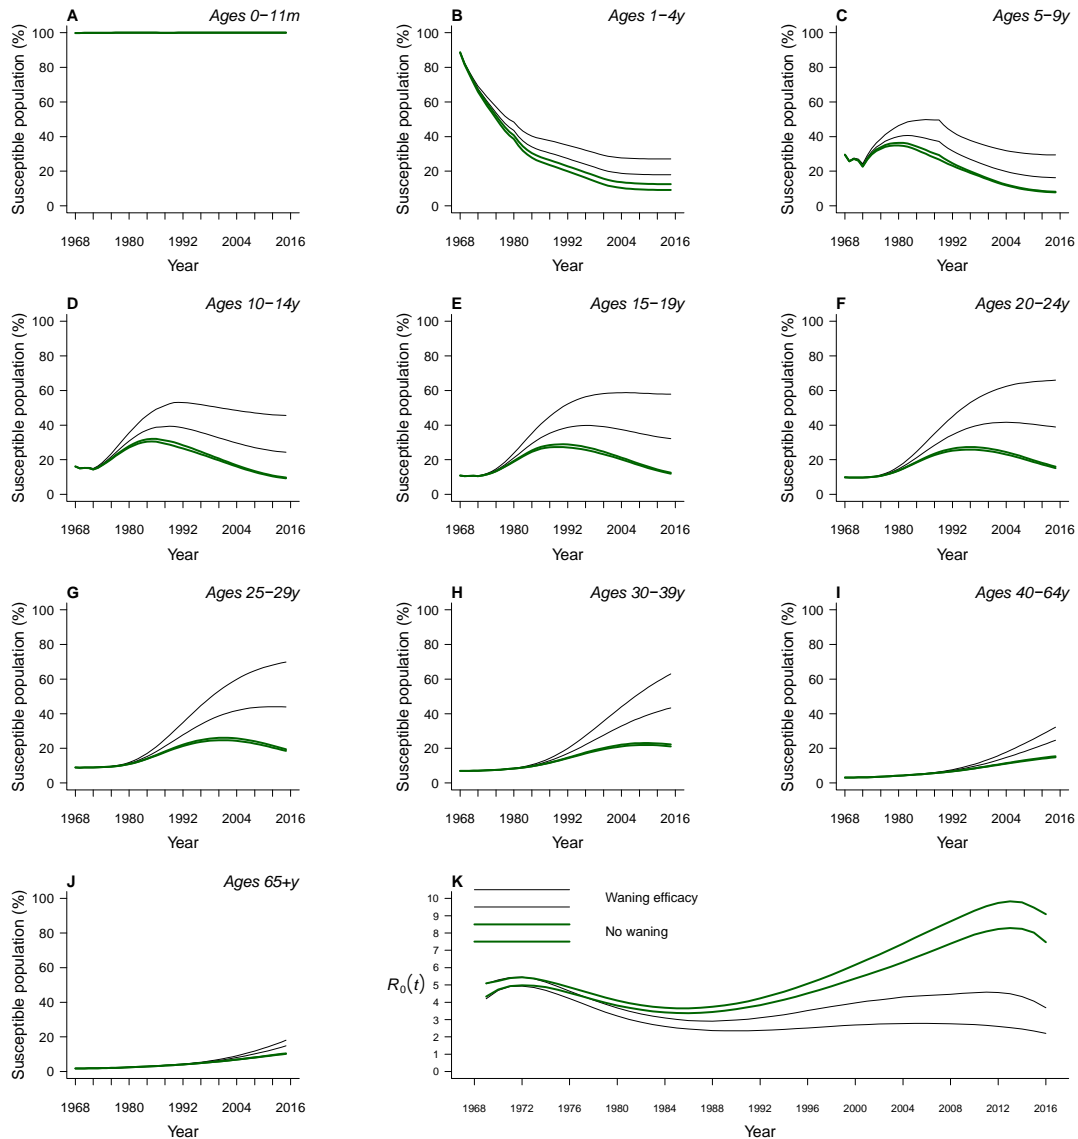 A Ages 0−11m
Susceptible population (%)
100
80
60
40
20
0
1968 1980 1992 2004 2016
Year
B Ages 1−4y
Susceptible population (%)
100
80
60
40
20
0
1968 1980 1992 2004 2016
Year
C Ages 5−9y
Susceptible population (%)
100
80
60
40
20
0
1968 1980 1992 2004 2016
Year
D Ages 10−14y
Susceptible population (%)
100
80
60
40
20
0
1968 1980 1992 2004 2016
Year
E Ages 15−19y
Susceptible population (%)
100
80
60
40
20
0
1968 1980 1992 2004 2016
Year
F Ages 20−24y
Susceptible population (%)
100
80
60
40
20
0
1968 1980 1992 2004 2016
Year
G Ages 25−29y
Susceptible population (%)
100
80
60
40
20
0
1968 1980 1992 2004 2016
Year
H Ages 30−39y
Susceptible population (%)
100
80
60
40
20
0
1968 1980 1992 2004 2016
Year
I Ages 40−64y
Susceptible population (%)
100
80
60
40
20
0
1968 1980 1992 2004 2016
Year
J Ages 65+y
Susceptible population (%)
100
80
60
40
20
0
1968 1980 1992 2004 2016
Year
K
Waning efficacy
No waning
R₀(t)
10
9
8
7
6
5
4
3
2
1
0
1968 1972 1976 1980 1984 1988 1992 1996 2000 2004 2008 2012 2016
Year